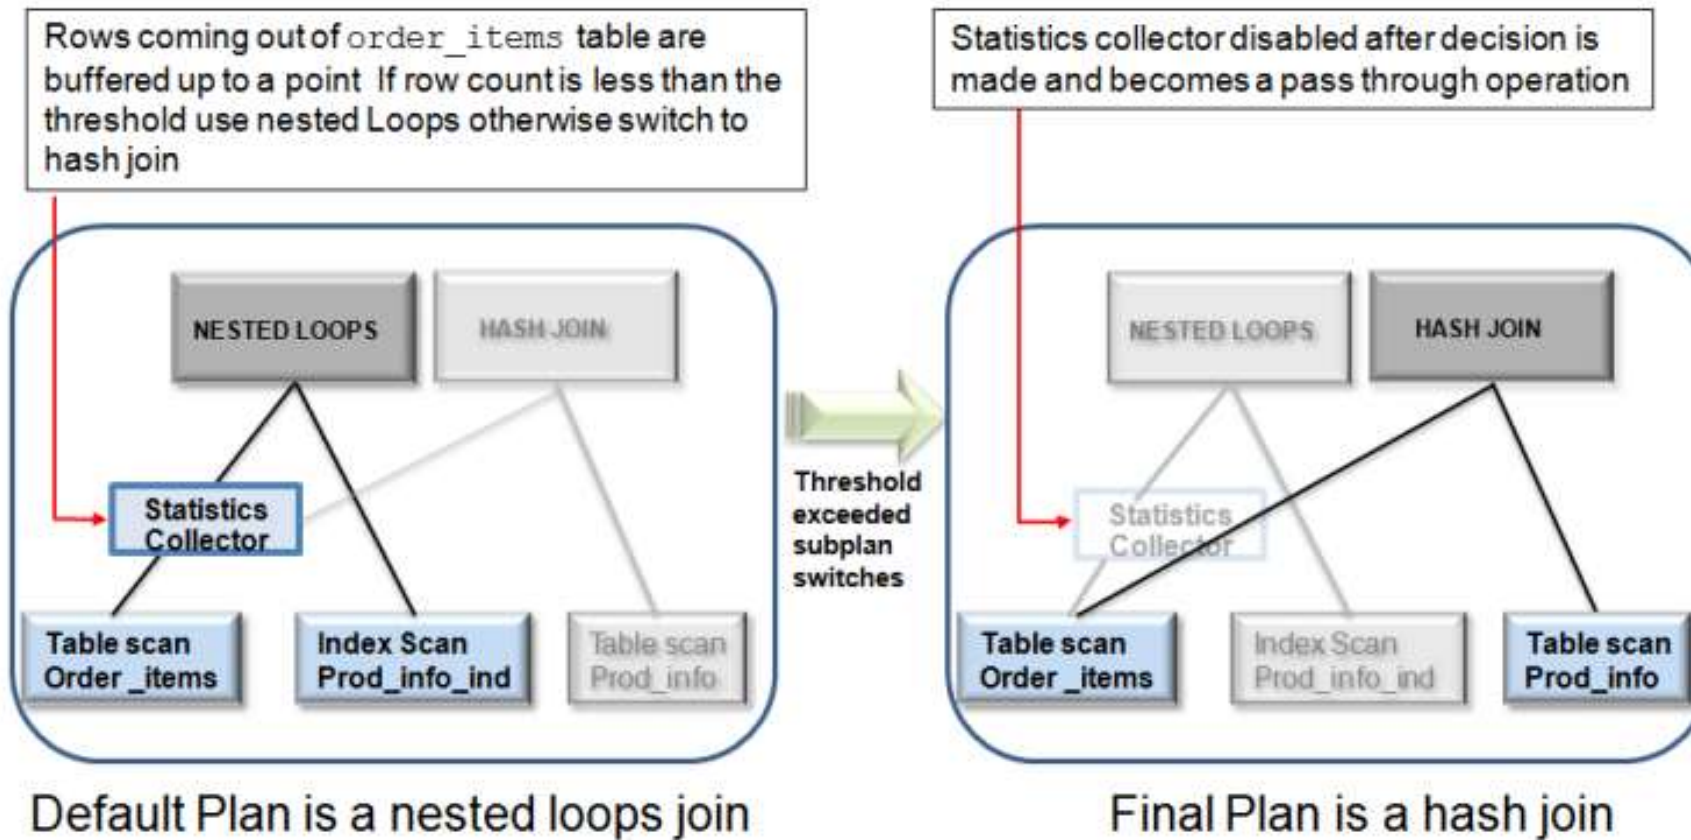 Rows coming out of order_items table are
buffered up to a point If row count is less than the
threshold use nested Loops otherwise switch to
hash join
Statistics collector disabled after decision is
made and becomes a pass through operation
NESTED LOOPS
HASH JOIN
Statistics
Collector
Table scan
Order _items
Index Scan
Prod_info_ind
Table scan
Prod_info
Threshold
exceeded
subplan
switches
NESTED LOOPS
HASH JOIN
Statistics
Collector
Table scan
Order _items
Index Scan
Prod_info_ind
Table scan
Prod_info
Default Plan is a nested loops join
Final Plan is a hash join